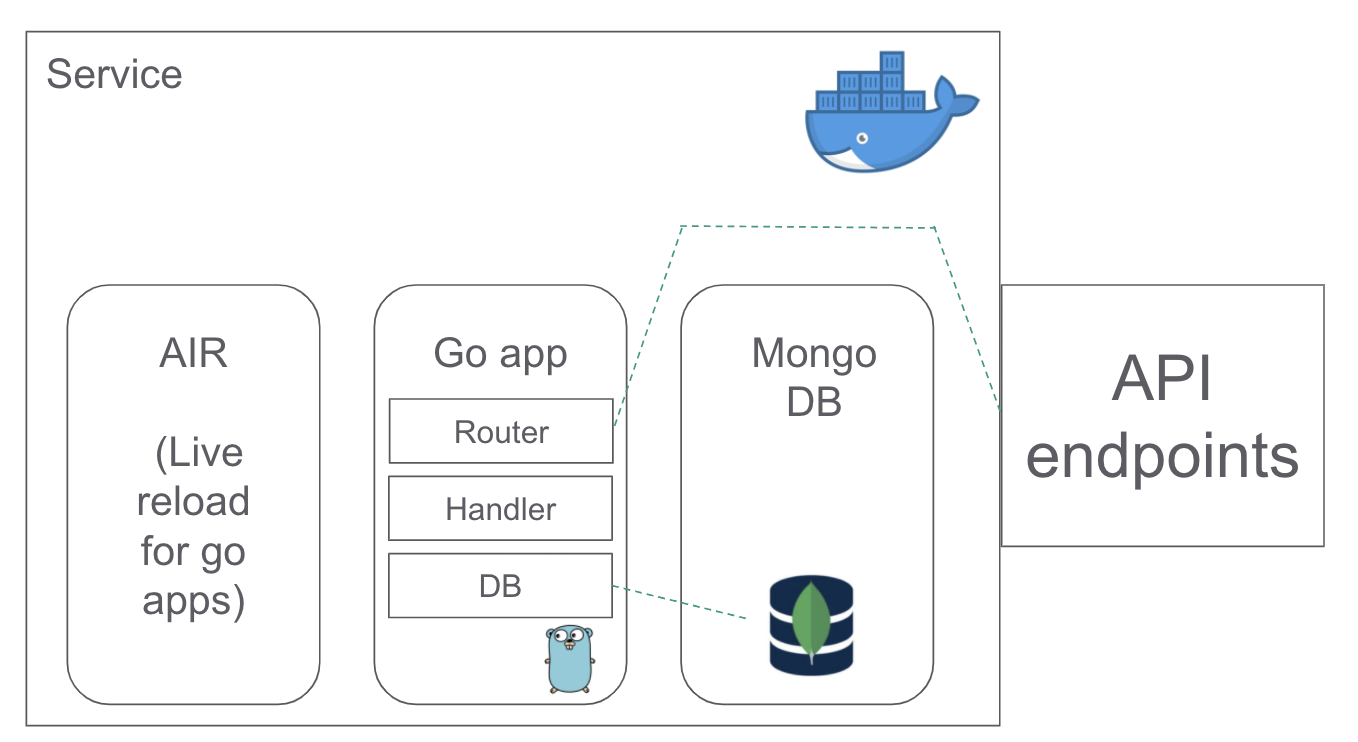 Service
AIR
(Live
reload
for go
apps)
Go app
Router
Handler
DB
Mongo
DB
API
endpoints